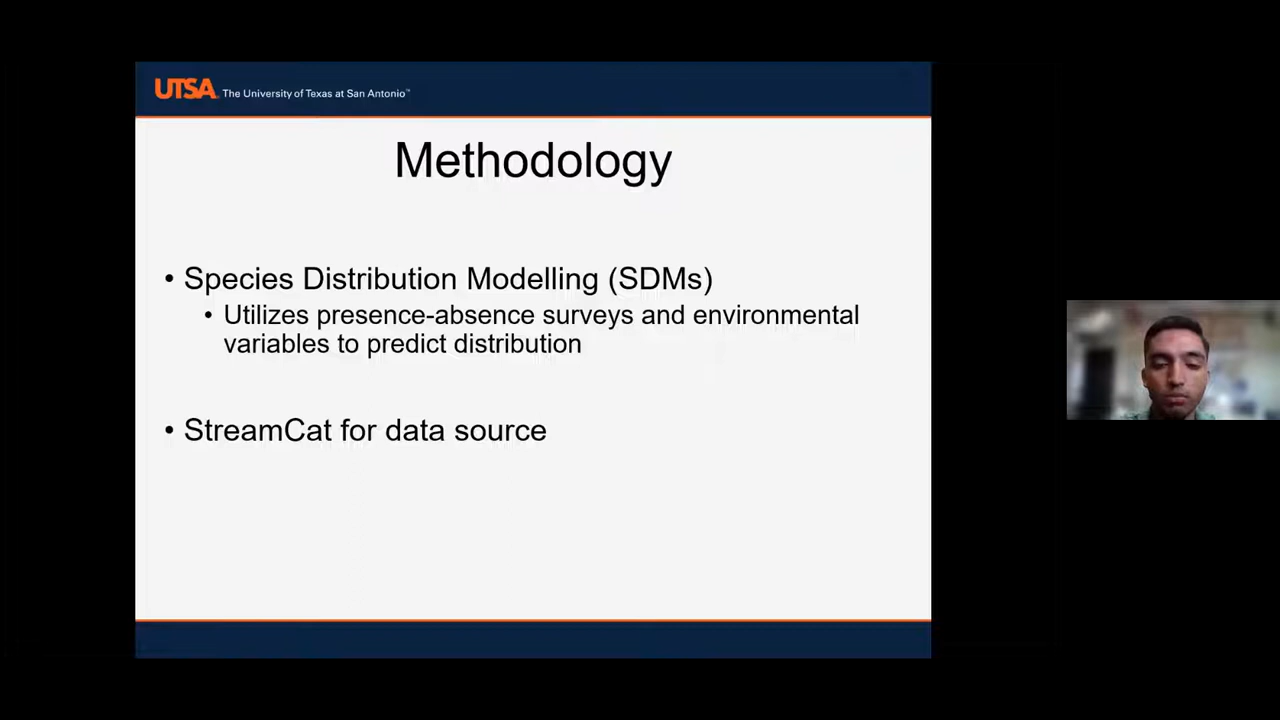 UTSA The University of Texas at San Antonio™
Methodology
• Species Distribution Modelling (SDMs)
• Utilizes presence-absence surveys and environmental
variables to predict distribution
• StreamCat for data source